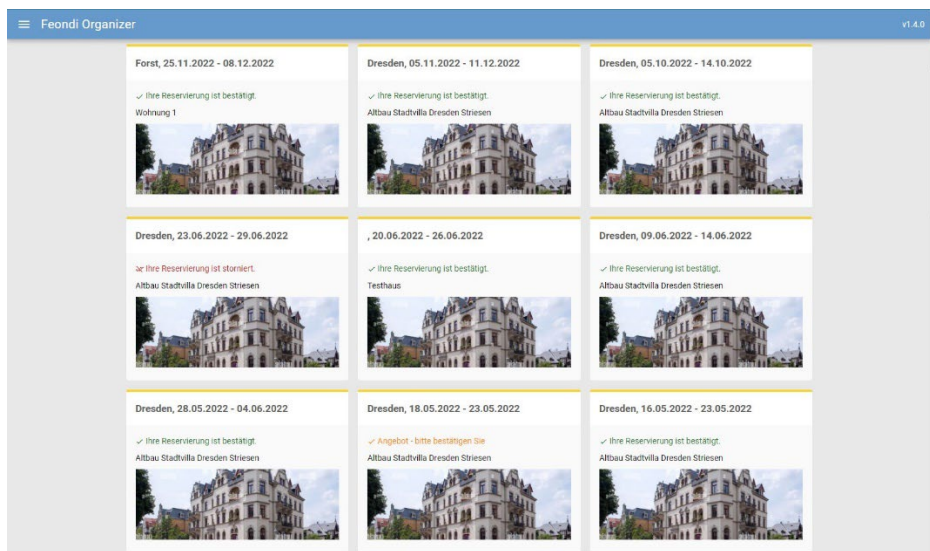 Feondi Organizer
v1.4.0
Forst, 25.11.2022 - 08.12.2022
Ihre Reservierung ist bestätigt.
Wohnung 1
Dresden, 05.11.2022 - 11.12.2022
Ihre Reservierung ist bestätigt.
Altbau Stadtvilla Dresden Striesen
Dresden, 05.10.2022 - 14.10.2022
Ihre Reservierung ist bestätigt.
Altbau Stadtvilla Dresden Striesen
Dresden, 23.06.2022 - 29.06.2022
Ihre Reservierung ist storniert.
Altbau Stadtvilla Dresden Striesen
, 20.06.2022 - 26.06.2022
Ihre Reservierung ist bestätigt.
Testhaus
Dresden, 09.06.2022 - 14.06.2022
Ihre Reservierung ist bestätigt.
Altbau Stadtvilla Dresden Striesen
Dresden, 28.05.2022 - 04.06.2022
Ihre Reservierung ist bestätigt.
Altbau Stadtvilla Dresden Striesen
Dresden, 18.05.2022 - 23.05.2022
Angebot - bitte bestätigen Sie
Altbau Stadtvilla Dresden Striesen
Dresden, 16.05.2022 - 23.05.2022
Ihre Reservierung ist bestätigt.
Altbau Stadtvilla Dresden Striesen